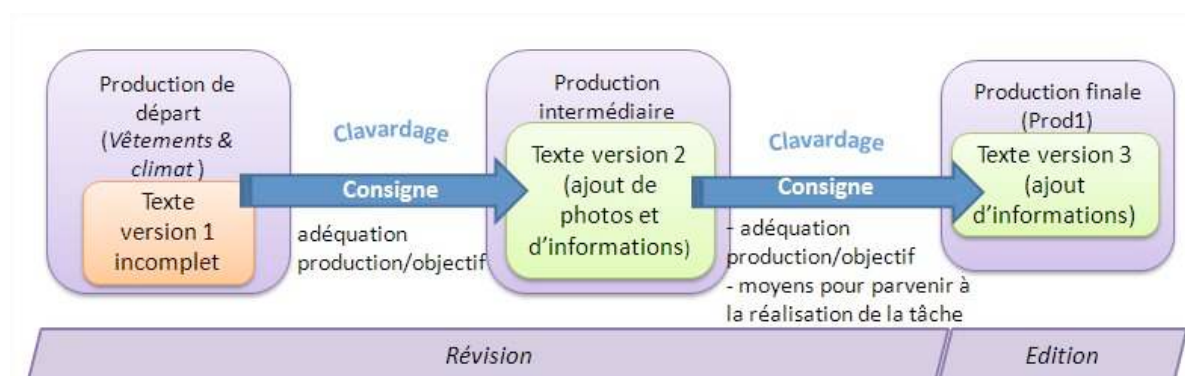 Production de
départ
(Vêtements &
climat )
Texte
version 1
incomplet
Clavardage
Consigne
adéquation
production/objectif
Production
intermédiaire
Texte version 2
(ajout de
photos et
d’informations)
Clavardage
Consigne
- adéquation
production/objectif
- moyens pour parvenir à
la réalisation de la tâche
Production finale
(Prod1)
Texte version 3
(ajout
d’informations)
Révision
Edition